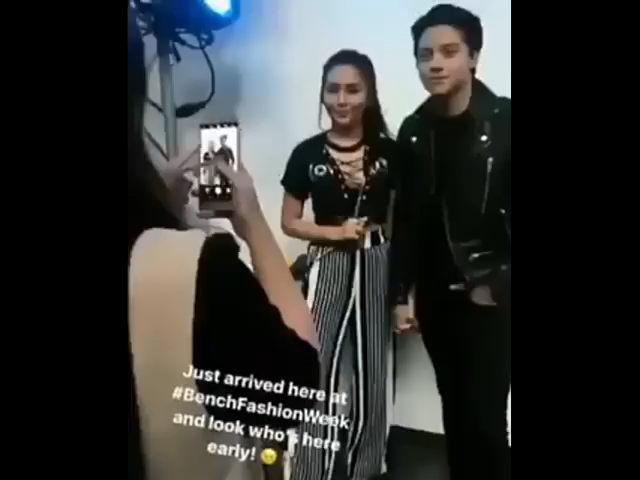 Just arrived here at
#BenchFashionWeek
and look who's here
early! 🥺